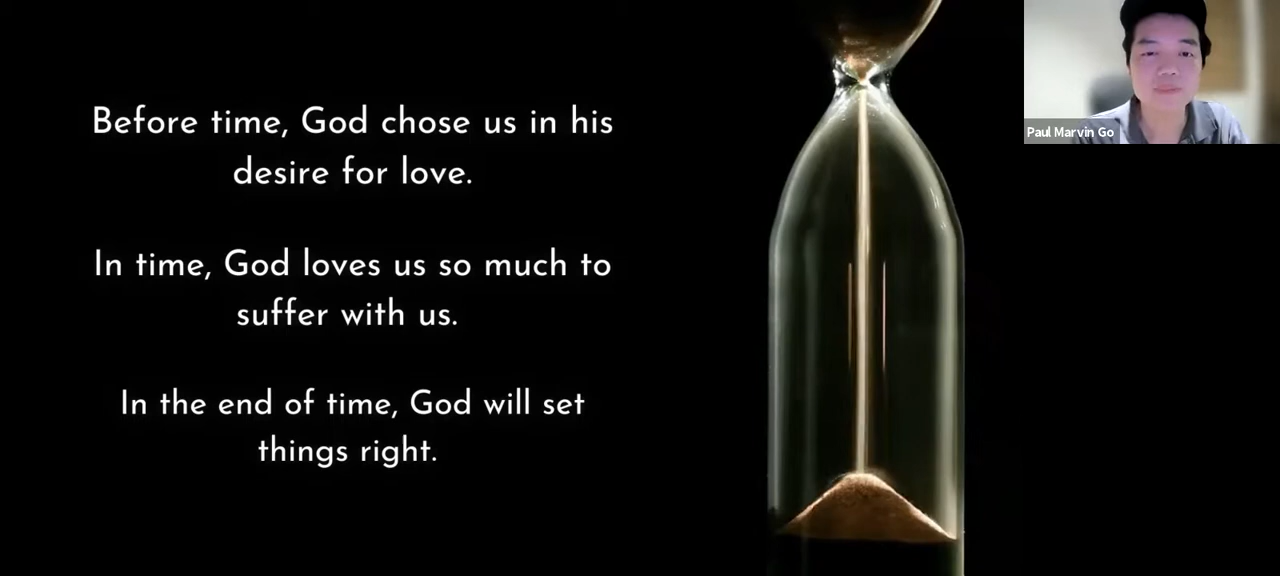 Before time, God chose us in his
desire for love.
In time, God loves us so much to
suffer with us.
In the end of time, God will set
things right.
Paul Marvin Go